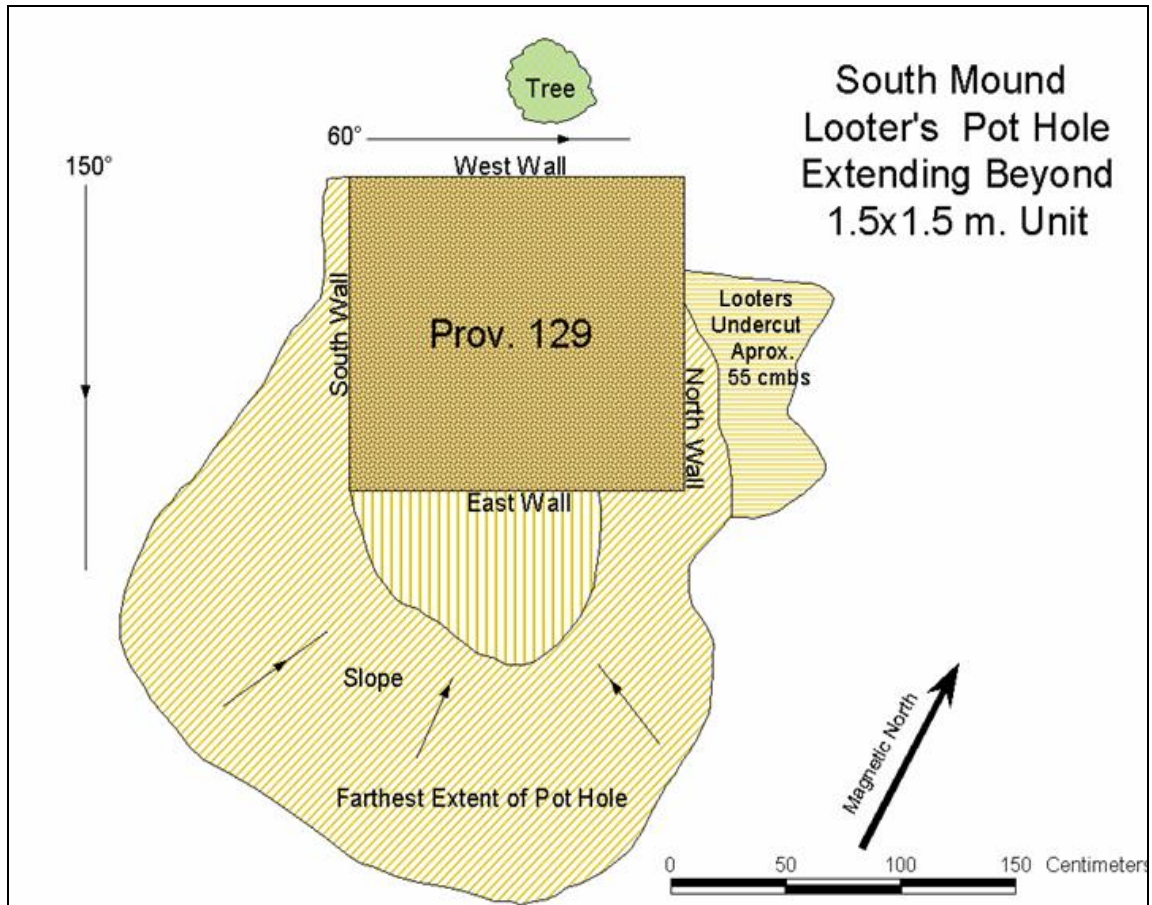 Tree
South Mound
Looter's Pot Hole
Extending Beyond
1.5x1.5 m. Unit
60°
150°
West Wall
South Wall
Prov. 129
North Wall
Looters
Undercut
Aprox.
55 cmbs
East Wall
Slope
Farthest Extent of Pot Hole
Magnetic North
0 50 100 150 Centimeters